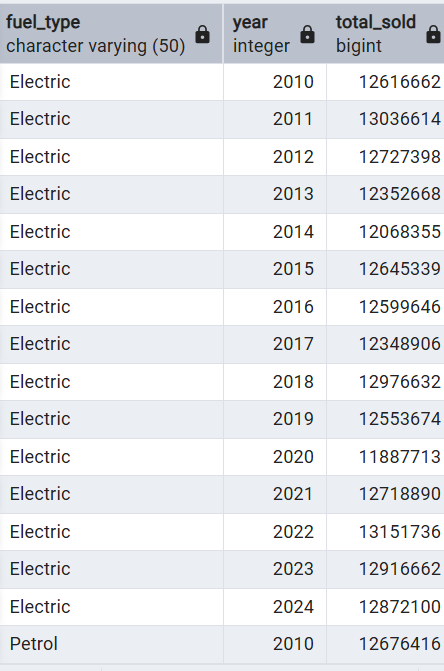 fuel_type year total_sold
character varying (50) integer bigint
Electric 2010 12616662
Electric 2011 13036614
Electric 2012 12727398
Electric 2013 12352668
Electric 2014 12068355
Electric 2015 12645339
Electric 2016 12599646
Electric 2017 12348906
Electric 2018 12976632
Electric 2019 12553674
Electric 2020 11887713
Electric 2021 12718890
Electric 2022 13151736
Electric 2023 12916662
Electric 2024 12872100
Petrol 2010 12676416